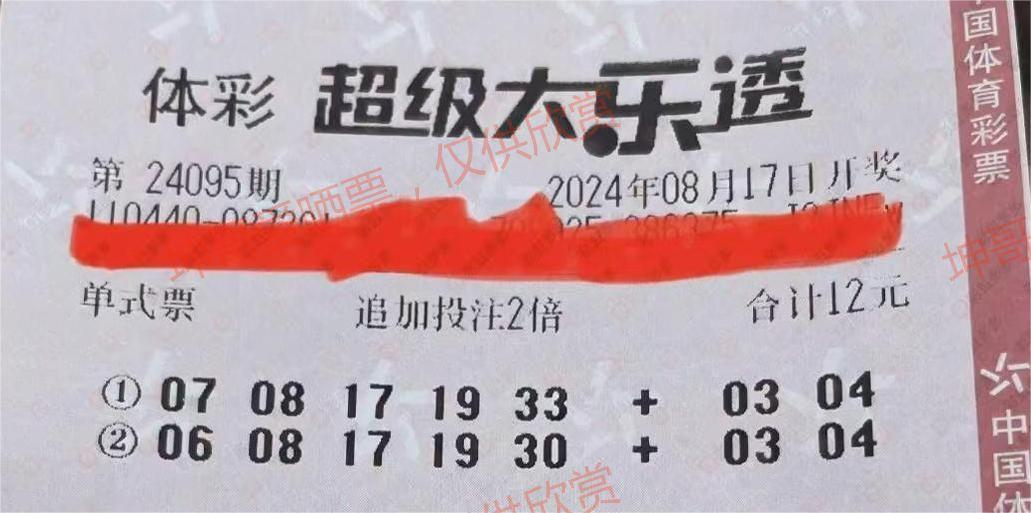 体彩 超级大乐透
第 24095期 2024年08月17日开奖
110440-087301
单式票 追加投注2倍 合计12元
① 07 08 17 19 33 + 03 04
② 06 08 17 19 30 + 03 04
国体育彩票
中国体
坤哥晒票，仅供欣赏
坤哥
供欣赏